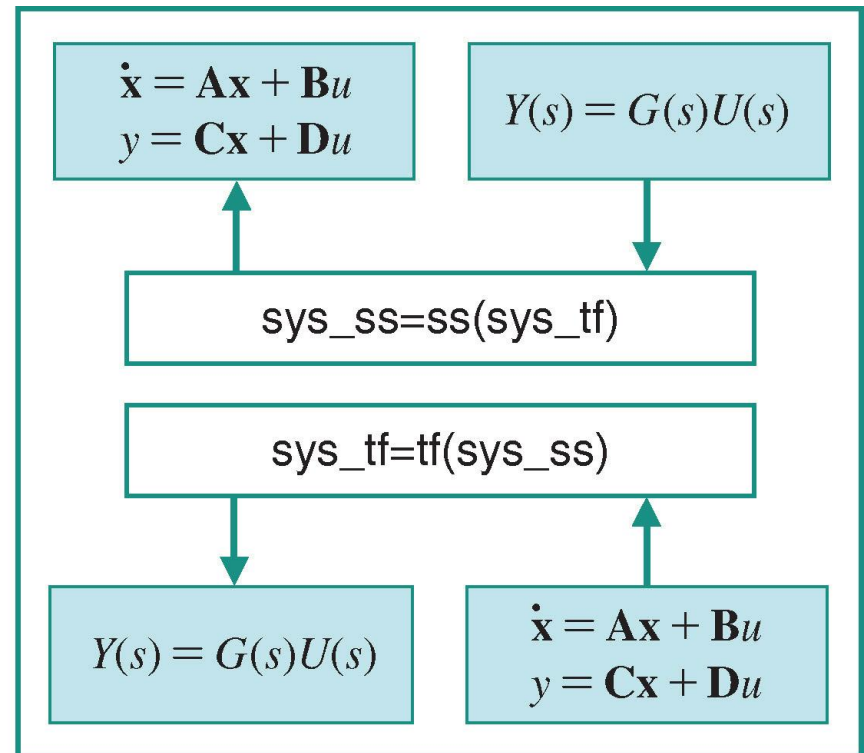 ẋ = Ax + Bu
y = Cx + Du
Y(s) = G(s)U(s)
sys_ss=ss(sys_tf)
sys_tf=tf(sys_ss)
Y(s) = G(s)U(s)
ẋ = Ax + Bu
y = Cx + Du